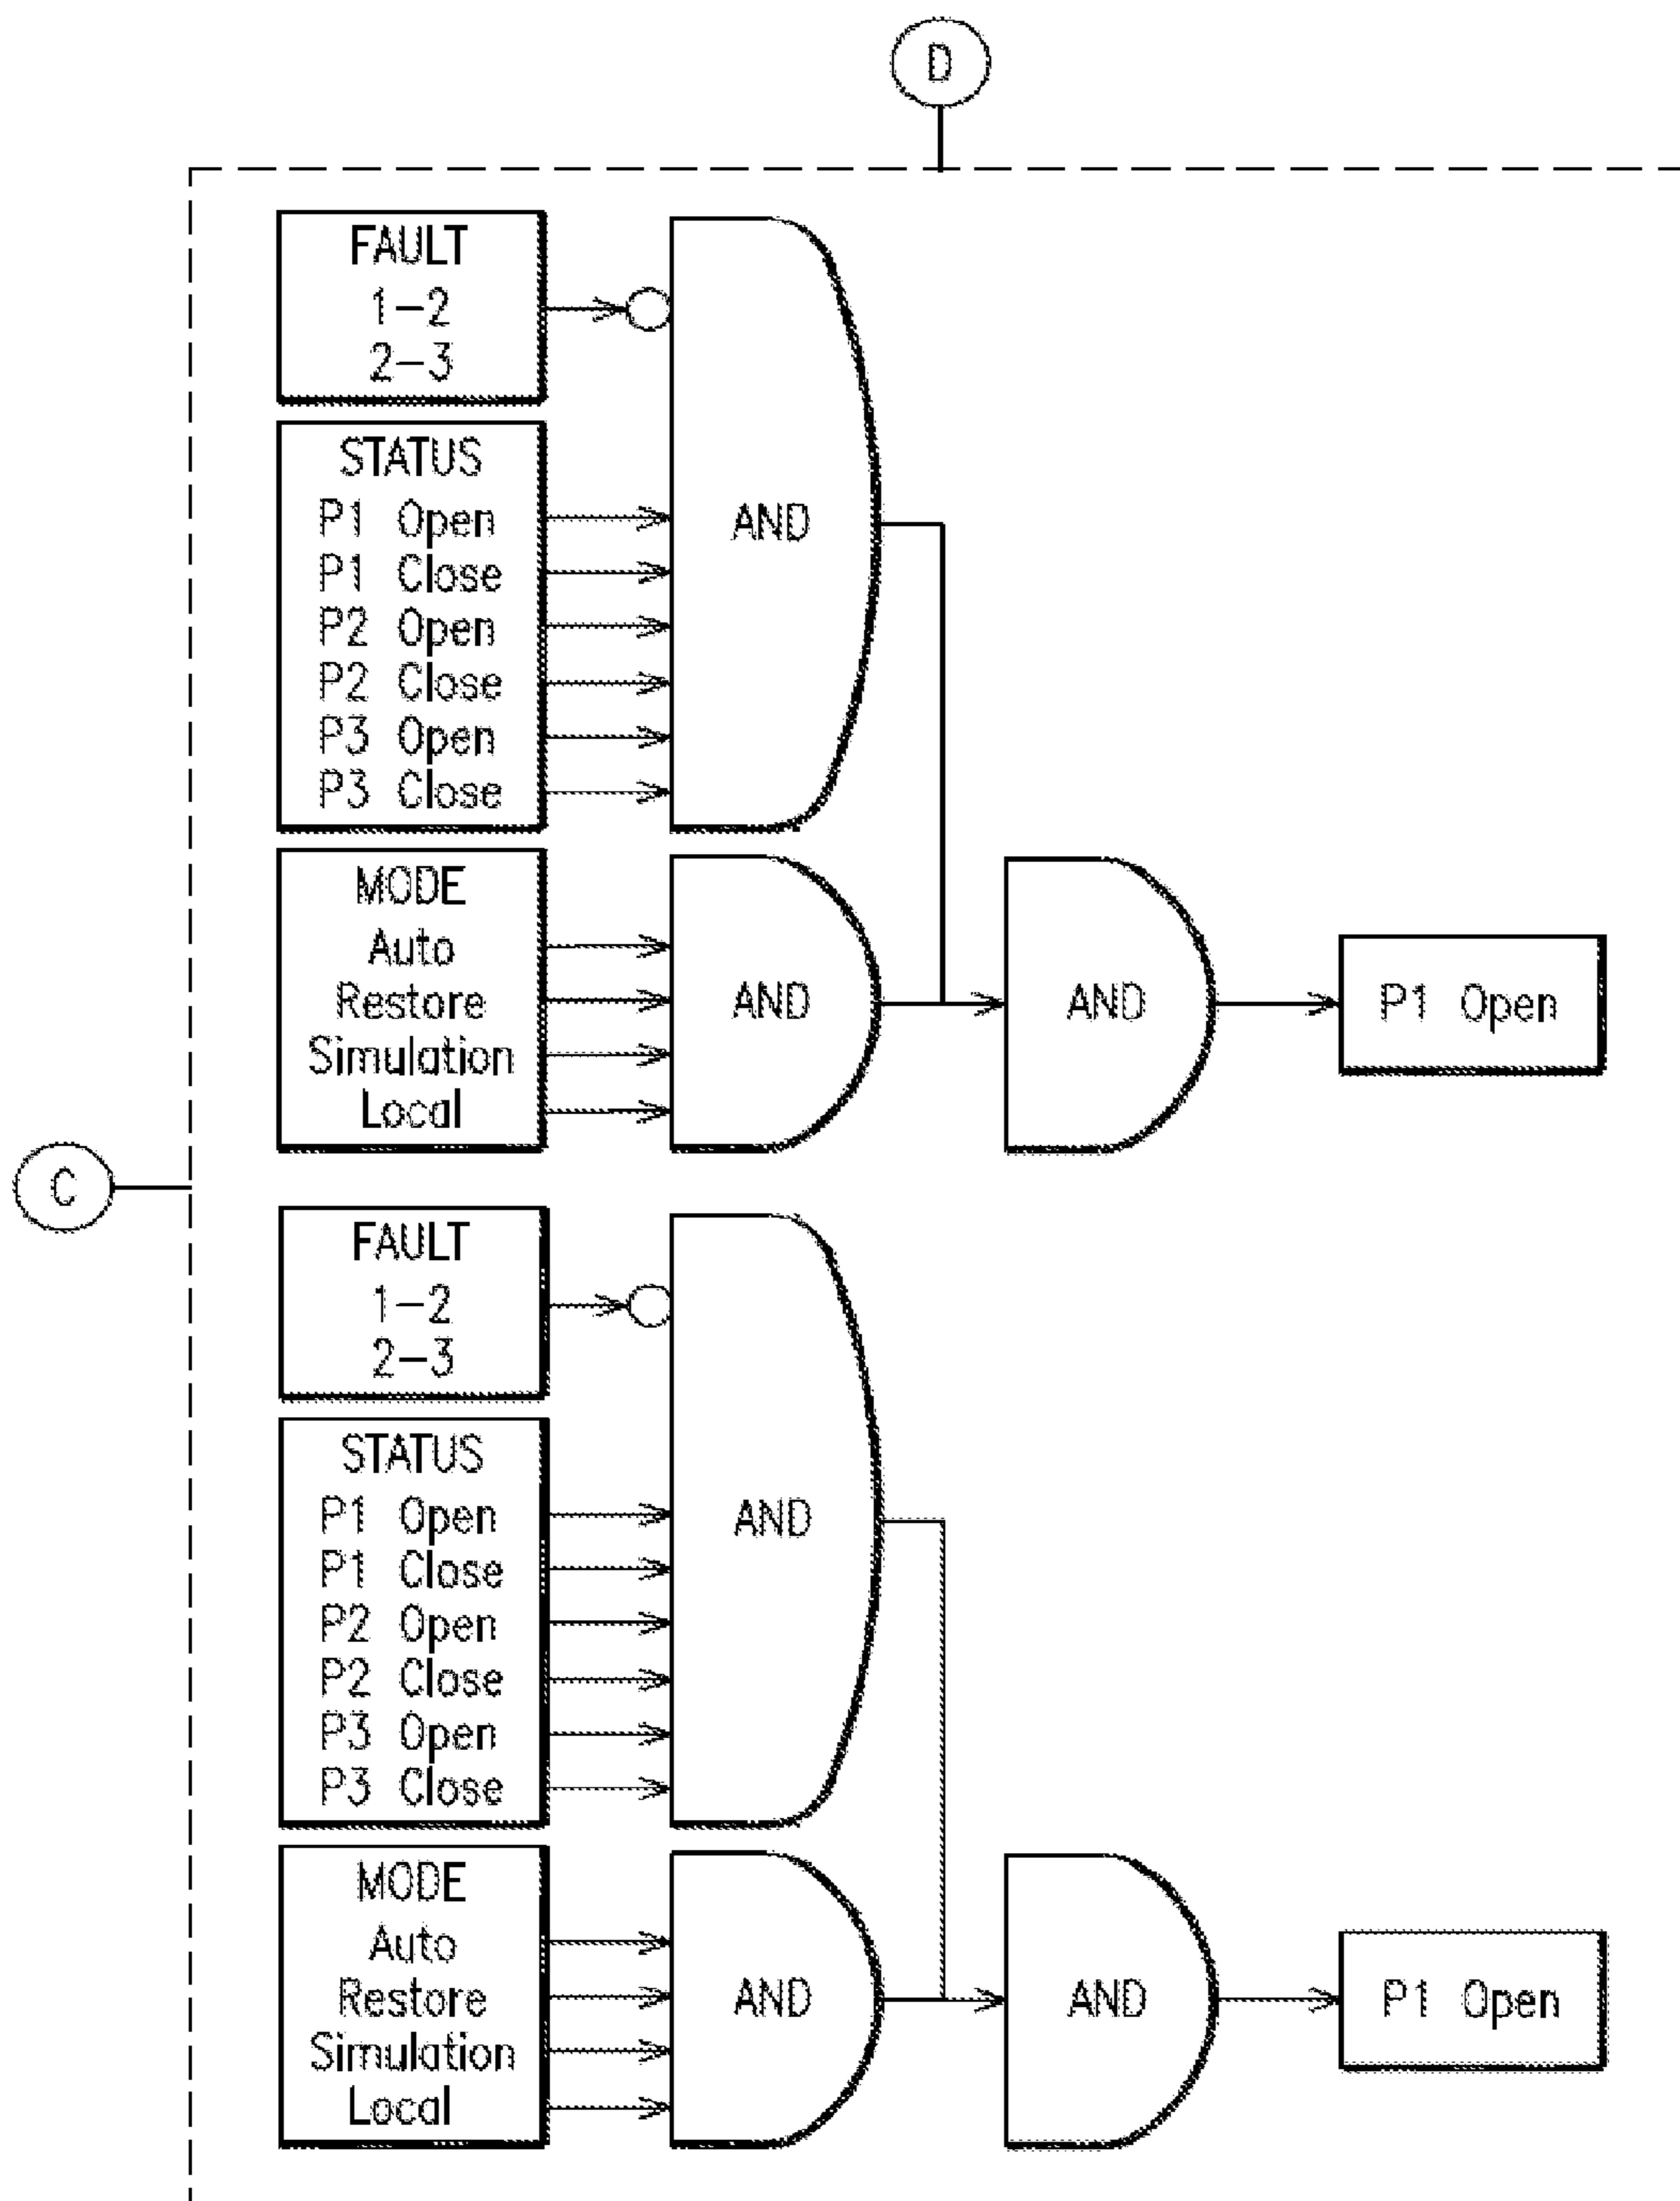 D
FAULT
1-2
2-3
STATUS
P1 Open
P1 Close
P2 Open
P2 Close
P3 Open
P3 Close
AND
MODE
Auto
Restore
Simulation
Local
AND
AND
P1 Open
C
FAULT
1-2
2-3
STATUS
P1 Open
P1 Close
P2 Open
P2 Close
P3 Open
P3 Close
AND
MODE
Auto
Restore
Simulation
Local
AND
AND
P1 Open